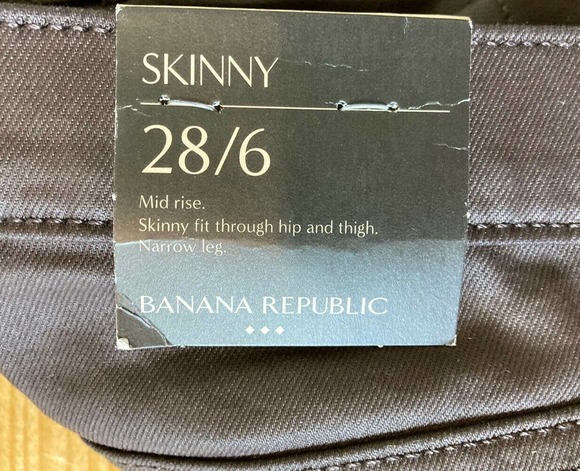 SKINNY
28/6
Mid rise.
Skinny fit through hip and thigh.
Narrow leg.
BANANA REPUBLIC